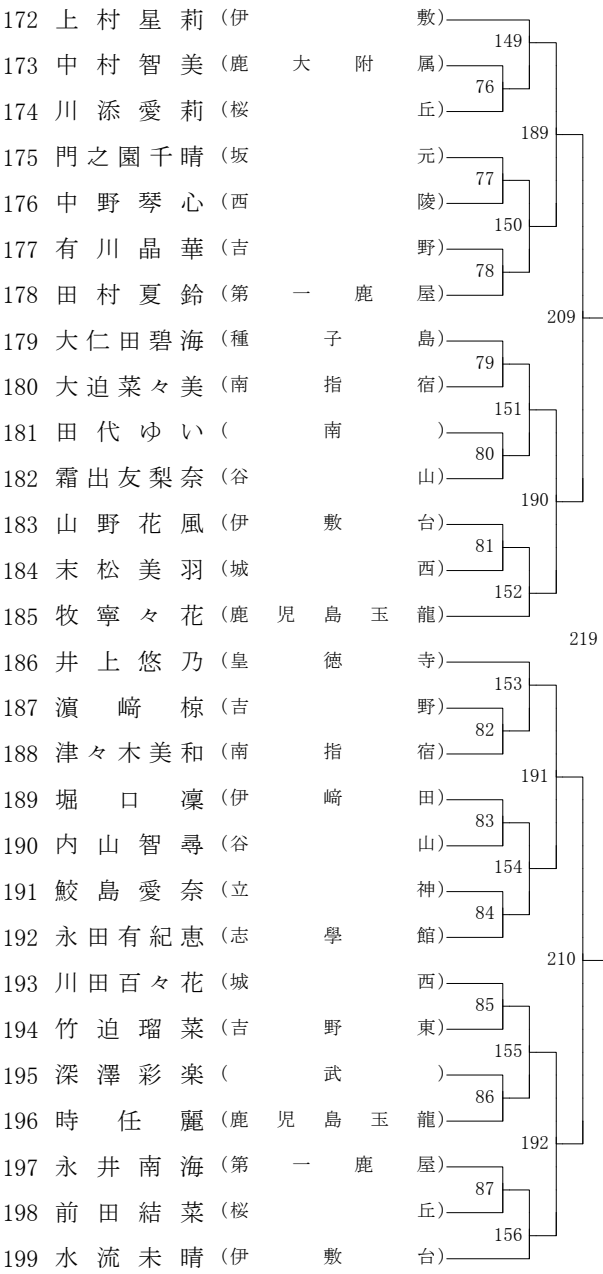 172 上村星莉 (伊敷)
149
173 中村智美 (鹿大附属)
76
174 川添愛莉 (桜丘)
189
175 門之園千晴 (坂元)
77
176 中野琴心 (西陵)
150
177 有川晶華 (吉野)
78
178 田村夏鈴 (第一鹿屋)
209
179 大仁田碧海 (種子島)
79
180 大迫菜々美 (南指宿)
151
181 田代ゆい (南)
80
182 霜出友梨奈 (谷山)
190
183 山野花風 (伊敷台)
81
184 末松美羽 (城西)
152
185 牧寧々花 (鹿児島玉龍)
219
186 井上悠乃 (皇徳寺)
153
187 濵﨑椋 (吉野)
82
188 津々木美和 (南指宿)
191
189 堀口凜 (伊﨑田)
83
190 内山智尋 (谷山)
154
191 鮫島愛奈 (立神)
84
192 永田有紀恵 (志學館)
210
193 川田百々花 (城西)
85
194 竹迫瑠菜 (吉野東)
155
195 深澤彩楽 (武)
86
196 時任麗 (鹿児島玉龍)
192
197 永井南海 (第一鹿屋)
87
198 前田結菜 (桜丘)
156
199 水流未晴 (伊敷台)